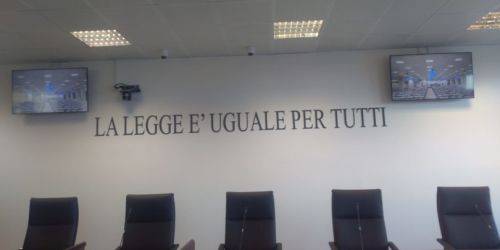 LA LEGGE E' UGUALE PER TUTTI